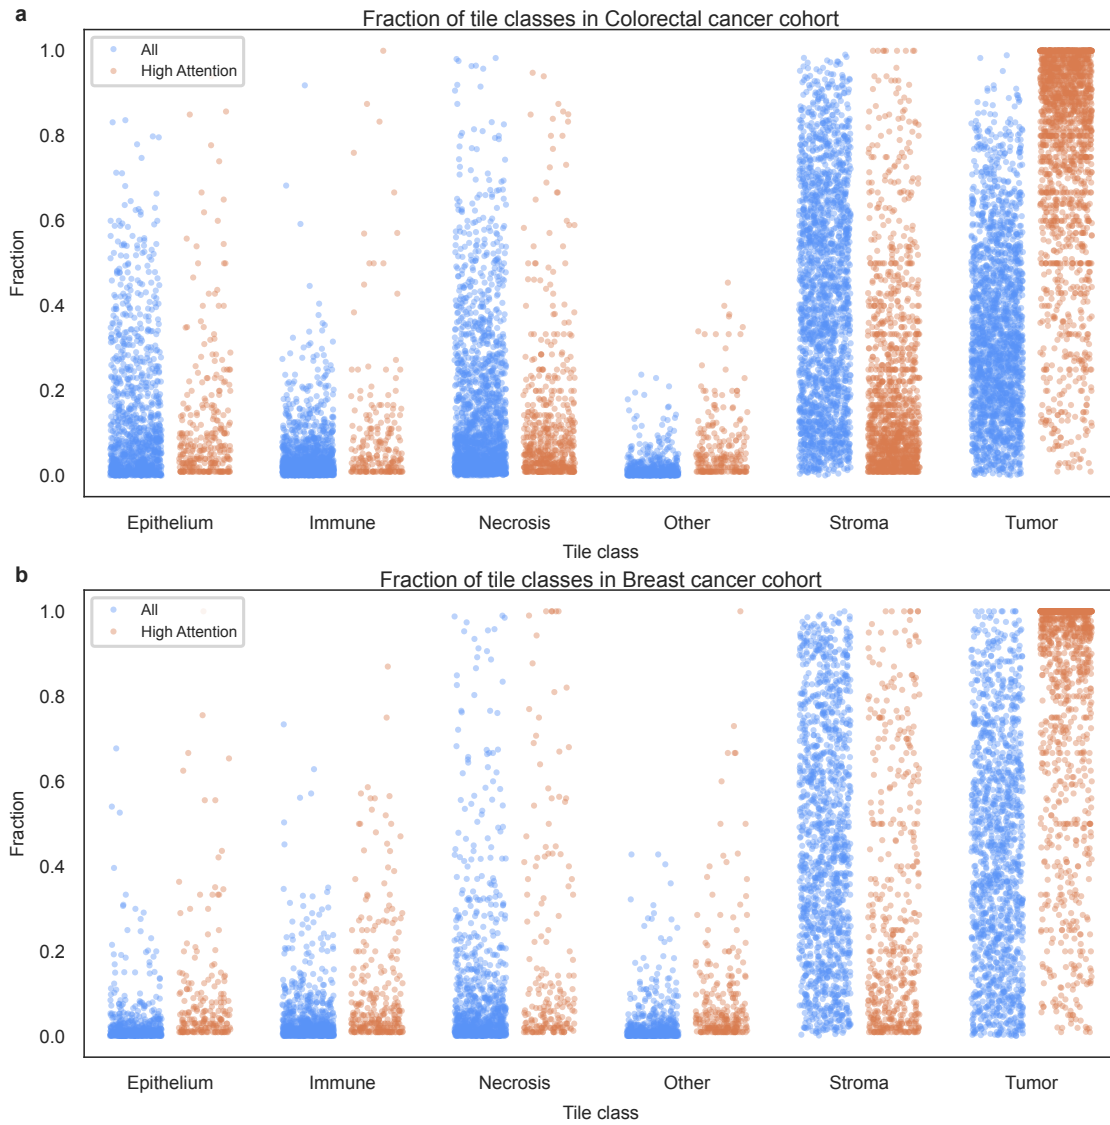 a
Fraction of tile classes in Colorectal cancer cohort
All
High Attention
1.0
0.8
0.6
0.4
0.2
0.0
Fraction
Epithelium Immune Necrosis Other Stroma Tumor
Tile class
b
Fraction of tile classes in Breast cancer cohort
All
High Attention
1.0
0.8
0.6
0.4
0.2
0.0
Fraction
Epithelium Immune Necrosis Other Stroma Tumor
Tile class